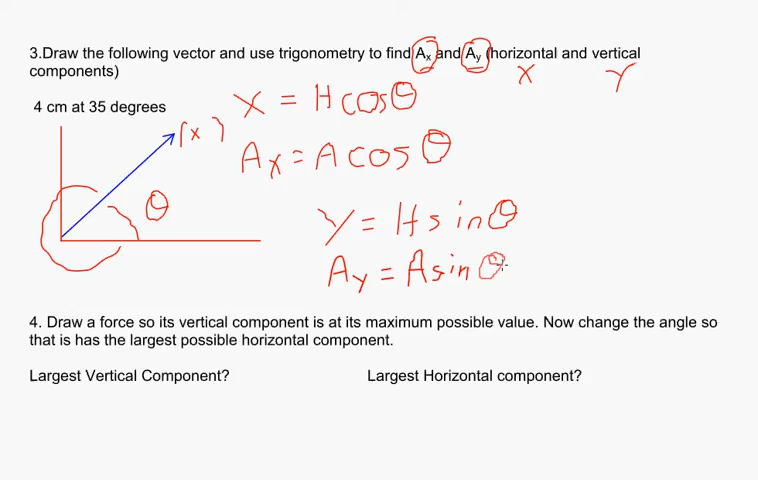 3.Draw the following vector and use trigonometry to find Ax and Ay (horizontal and vertical
components)
X Y
4 cm at 35 degrees
X = H cosθ
(x)
Ax = A cos θ
θ
y = H sinθ
Ay = A sin θ
4. Draw a force so its vertical component is at its maximum possible value. Now change the angle so
that is has the largest possible horizontal component.
Largest Vertical Component? Largest Horizontal component?